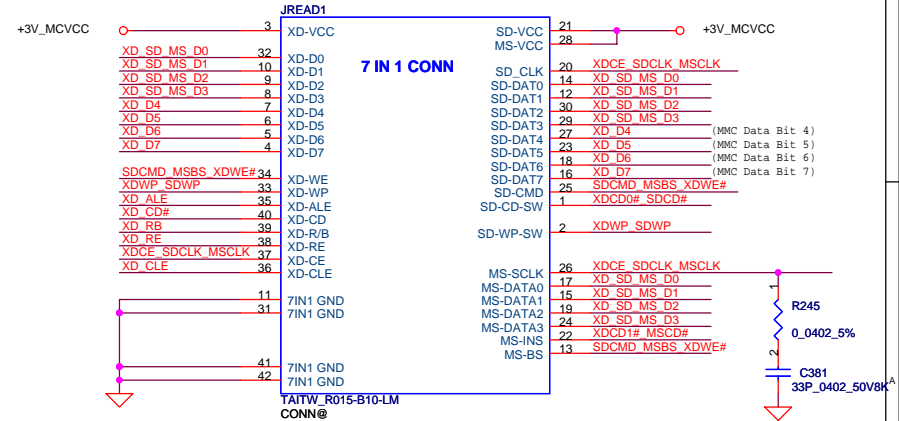 JREAD1
+3V_MCVCC 3 XD-VCC
XD_SD_MS_D0 32 XD-D0
XD_SD_MS_D1 10 XD-D1
XD_SD_MS_D2 9 XD-D2
XD_SD_MS_D3 8 XD-D3
XD_D4 7 XD-D4
XD_D5 6 XD-D5
XD_D6 5 XD-D6
XD_D7 4 XD-D7
SDCMD_MSBS_XDWE# 34 XD-WE
XDWP_SDWP 33 XD-WP
XD_ALE 35 XD-ALE
XD_CD# 40 XD-CD
XD_RB 39 XD-R/B
XD_RE 38 XD-RE
XDCE_SDCLK_MSCLK 37 XD-CE
XD_CLE 36 XD-CLE
11 7IN1 GND
31 7IN1 GND
41 7IN1 GND
42 7IN1 GND
7 IN 1 CONN
SD-VCC 21 +3V_MCVCC
MS-VCC 28
SD_CLK 20 XDCE_SDCLK_MSCLK
SD-DAT0 14 XD_SD_MS_D0
SD-DAT1 12 XD_SD_MS_D1
SD-DAT2 30 XD_SD_MS_D2
SD-DAT3 29 XD_SD_MS_D3
SD-DAT4 27 XD_D4 (MMC Data Bit 4)
SD-DAT5 23 XD_D5 (MMC Data Bit 5)
SD-DAT6 18 XD_D6 (MMC Data Bit 6)
SD-DAT7 16 XD_D7 (MMC Data Bit 7)
SD-CMD 25 SDCMD_MSBS_XDWE#
SD-CD-SW 1 XDCD0#_SDCD#
SD-WP-SW 2 XDWP_SDWP
MS-SCLK 26 XDCE_SDCLK_MSCLK
MS-DATA0 17 XD_SD_MS_D0
MS-DATA1 15 XD_SD_MS_D1
MS-DATA2 19 XD_SD_MS_D2
MS-DATA3 24 XD_SD_MS_D3
MS-INS 22 XDCD1#_MSCD#
MS-BS 13 SDCMD_MSBS_XDWE#
1
R245
0_0402_5%
2
C381
33P_0402_50V8K
A
TAITW_R015-B10-LM
CONN@